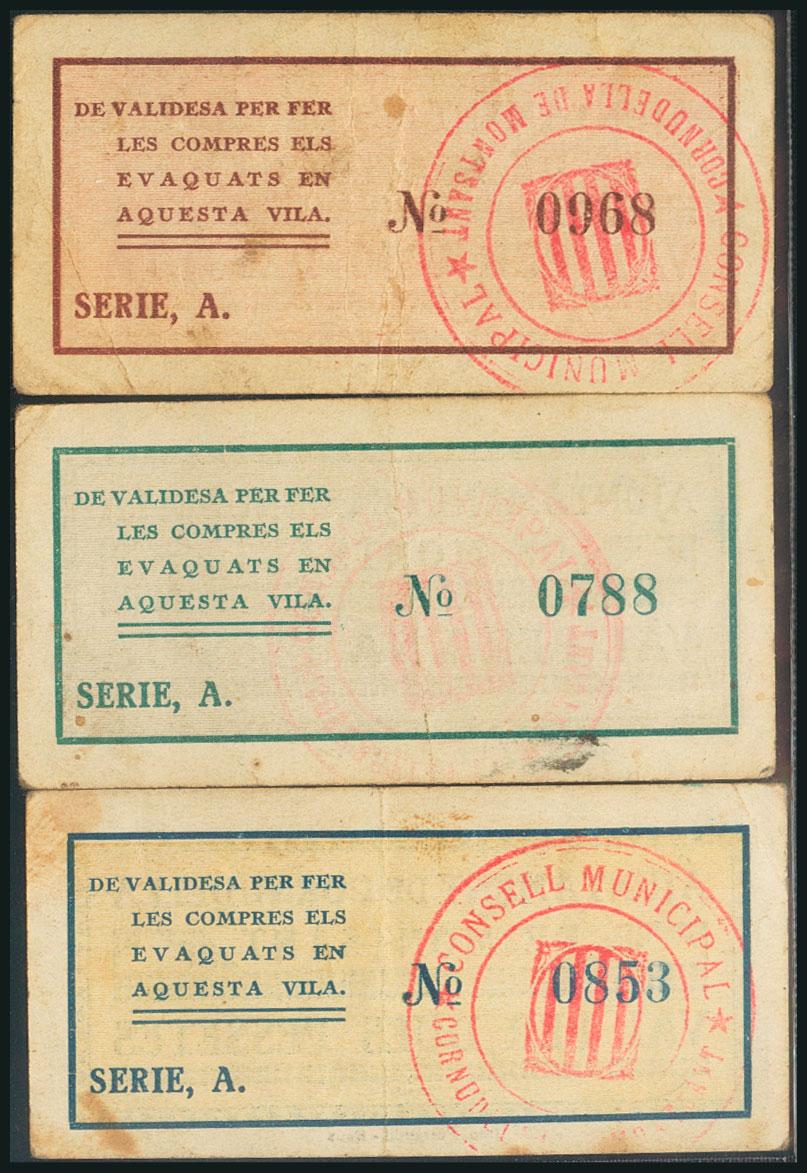 DE VALIDESA PER FER
LES COMPRES ELS
EVAQUATS EN
AQUESTA VILA.
SERIE, A.
Nº 0968
CONSELL MUNICIPAL ★ CORNUDELLA DE MONTSANT
DE VALIDESA PER FER
LES COMPRES ELS
EVAQUATS EN
AQUESTA VILA.
SERIE, A.
Nº 0788
MUNICIPAL
DE VALIDESA PER FER
LES COMPRES ELS
EVAQUATS EN
AQUESTA VILA.
SERIE, A.
Nº 0853
CONSELL MUNICIPAL ★